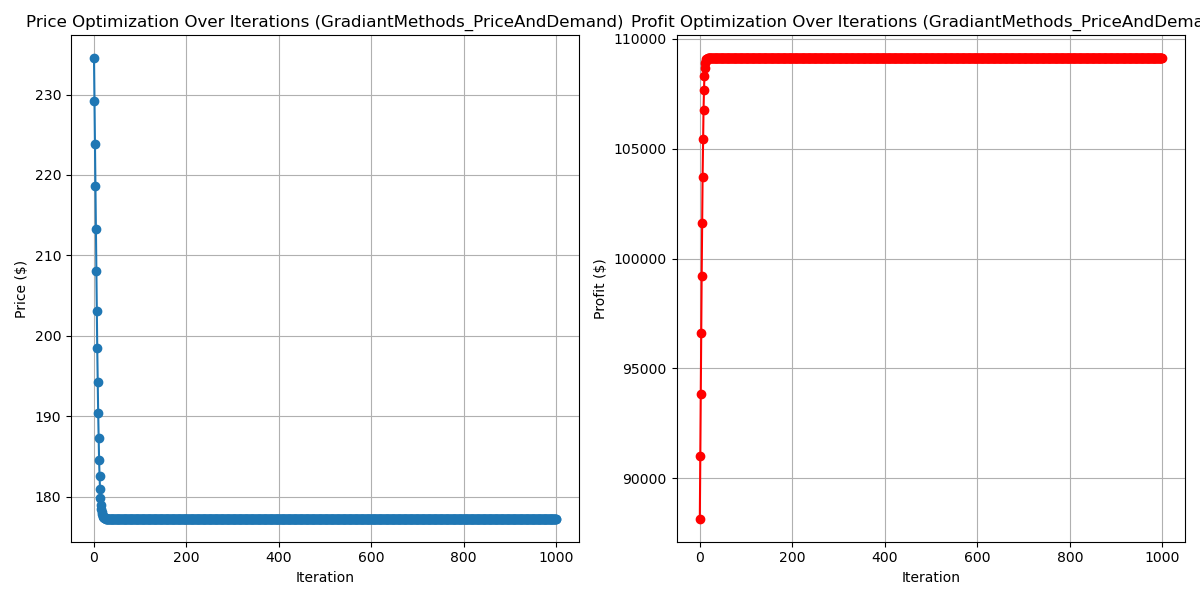 Price Optimization Over Iterations (GradiantMethods_PriceAndDemand)
230
220
210
200
190
180
Price ($)
0 200 400 600 800 1000
Iteration
Profit Optimization Over Iterations (GradiantMethods_PriceAndDema
110000
105000
100000
95000
90000
Profit ($)
0 200 400 600 800 1000
Iteration